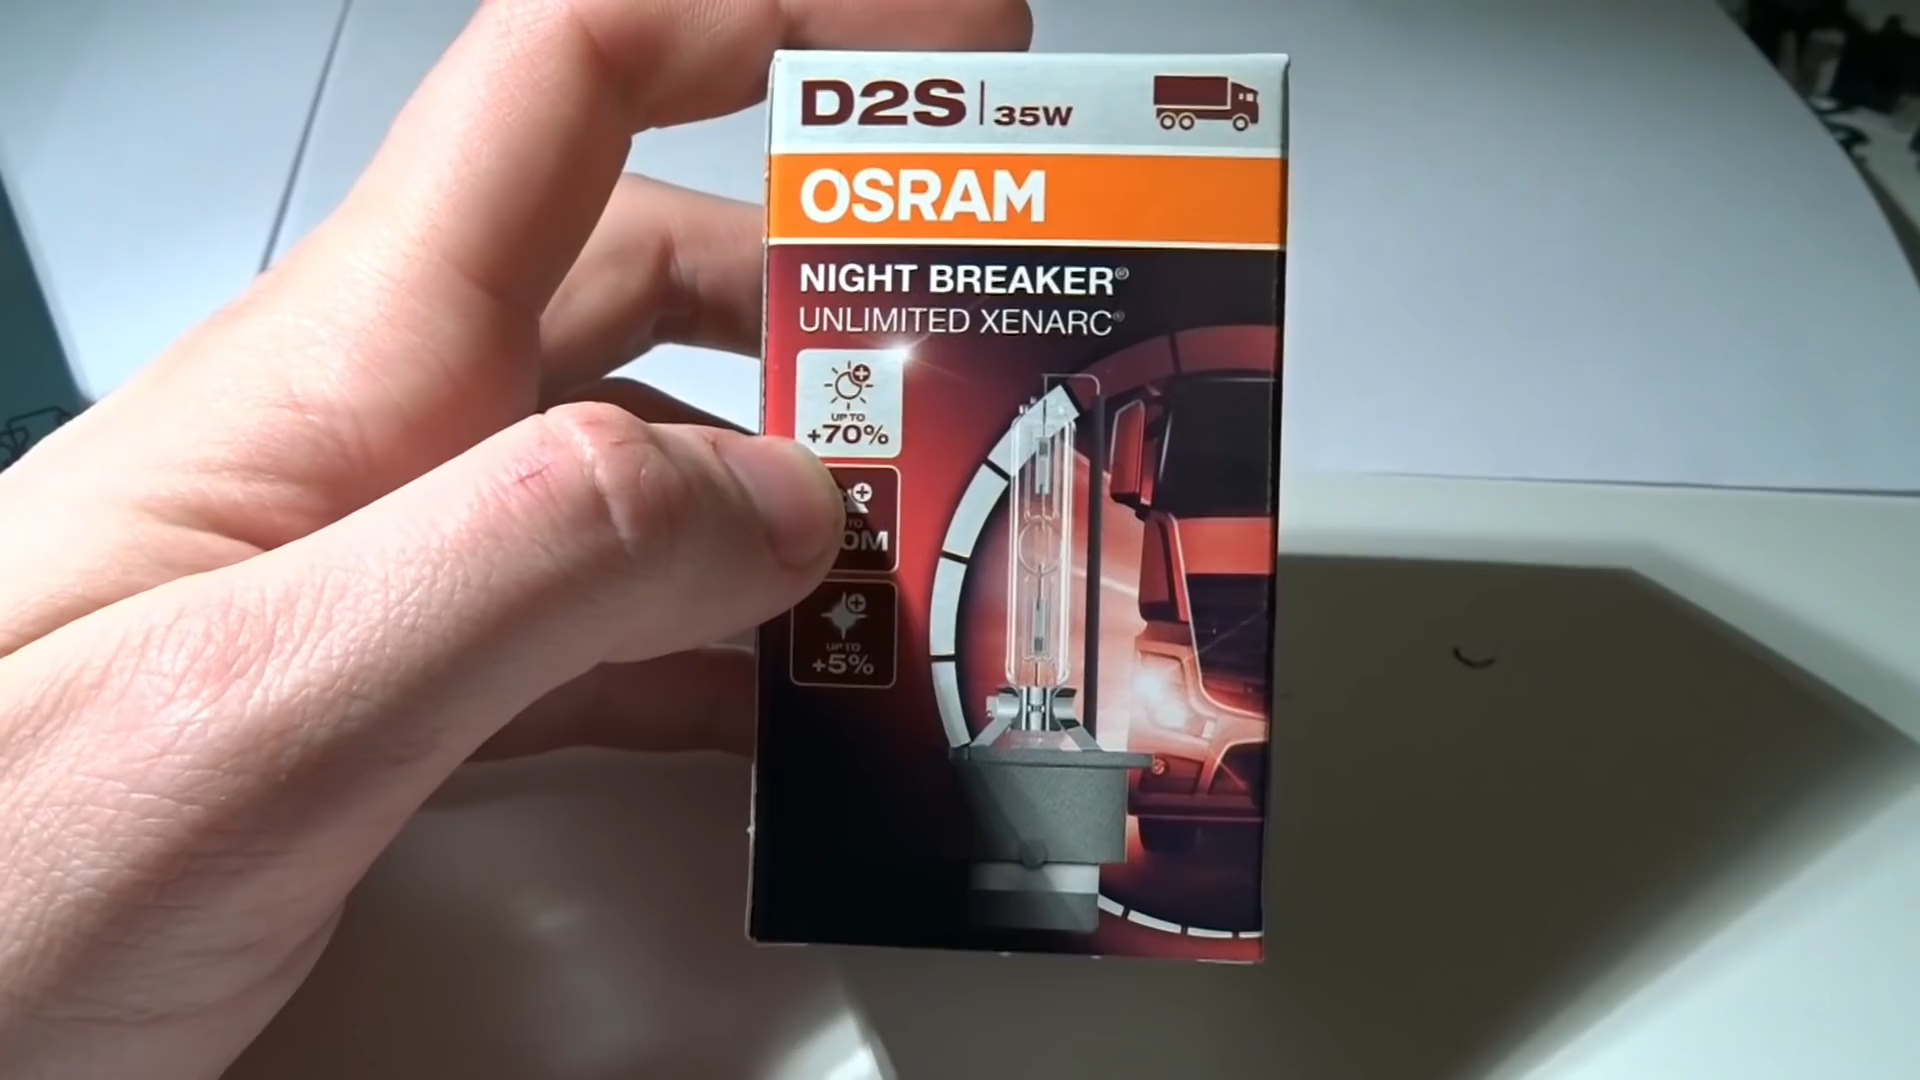 D2S 35W
OSRAM
NIGHT BREAKER®
UNLIMITED XENARC®
UP TO
+70%
UP TO
+5%